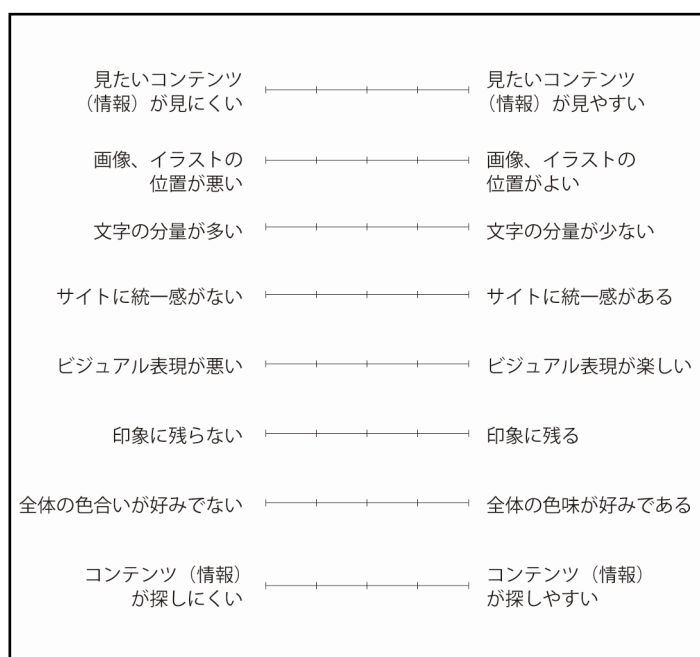 見たいコンテンツ
（情報）が見にくい
見たいコンテンツ
（情報）が見やすい
画像、イラストの
位置が悪い
画像、イラストの
位置がよい
文字の分量が多い
文字の分量が少ない
サイトに統一感がない
サイトに統一感がある
ビジュアル表現が悪い
ビジュアル表現が楽しい
印象に残らない
印象に残る
全体の色合いが好みでない
全体の色味が好みである
コンテンツ（情報）
が探しにくい
コンテンツ（情報）
が探しやすい